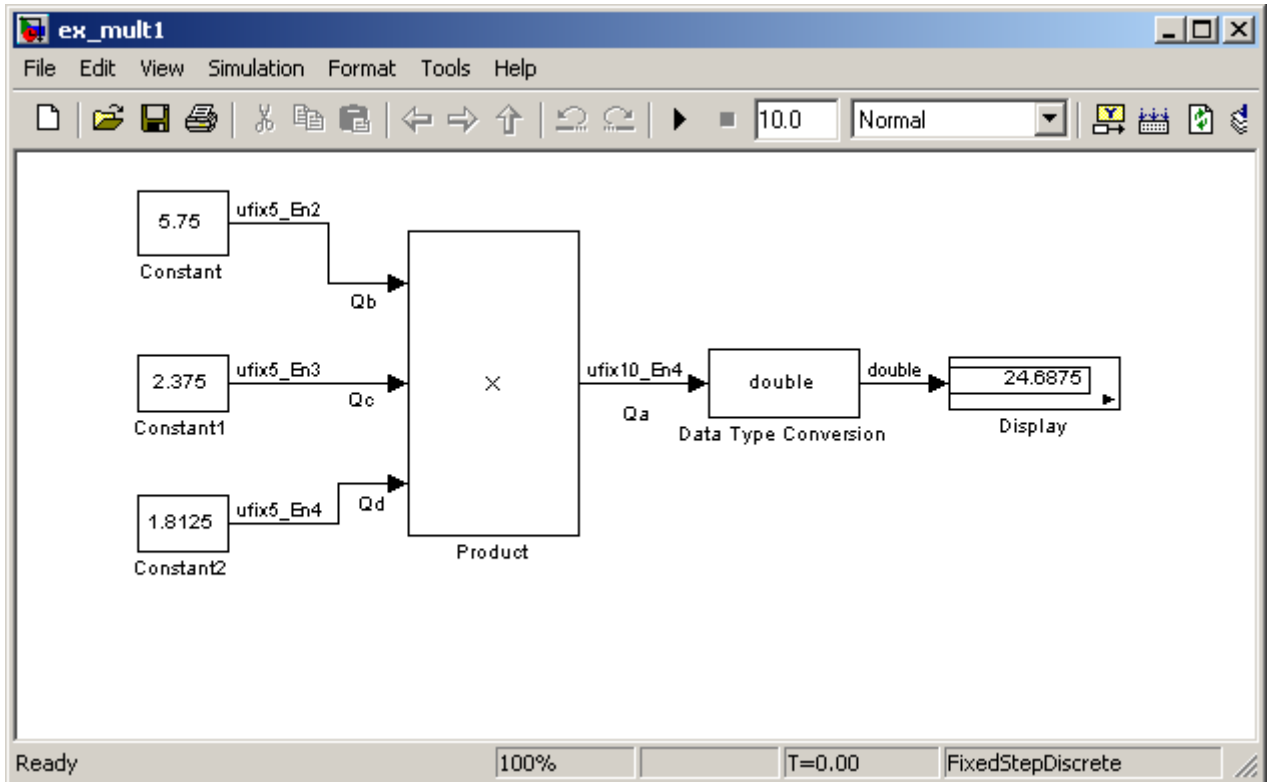 ex_mult1
File Edit View Simulation Format Tools Help
10.0 Normal
5.75
ufix5_En2
Constant
Qb
2.375
ufix5_En3
Constant1
Qc
1.8125
ufix5_En4
Constant2
Qd
×
Product
ufix10_En4
Qa
double
Data Type Conversion
double
24.6875
Display
Ready 100% T=0.00 FixedStepDiscrete